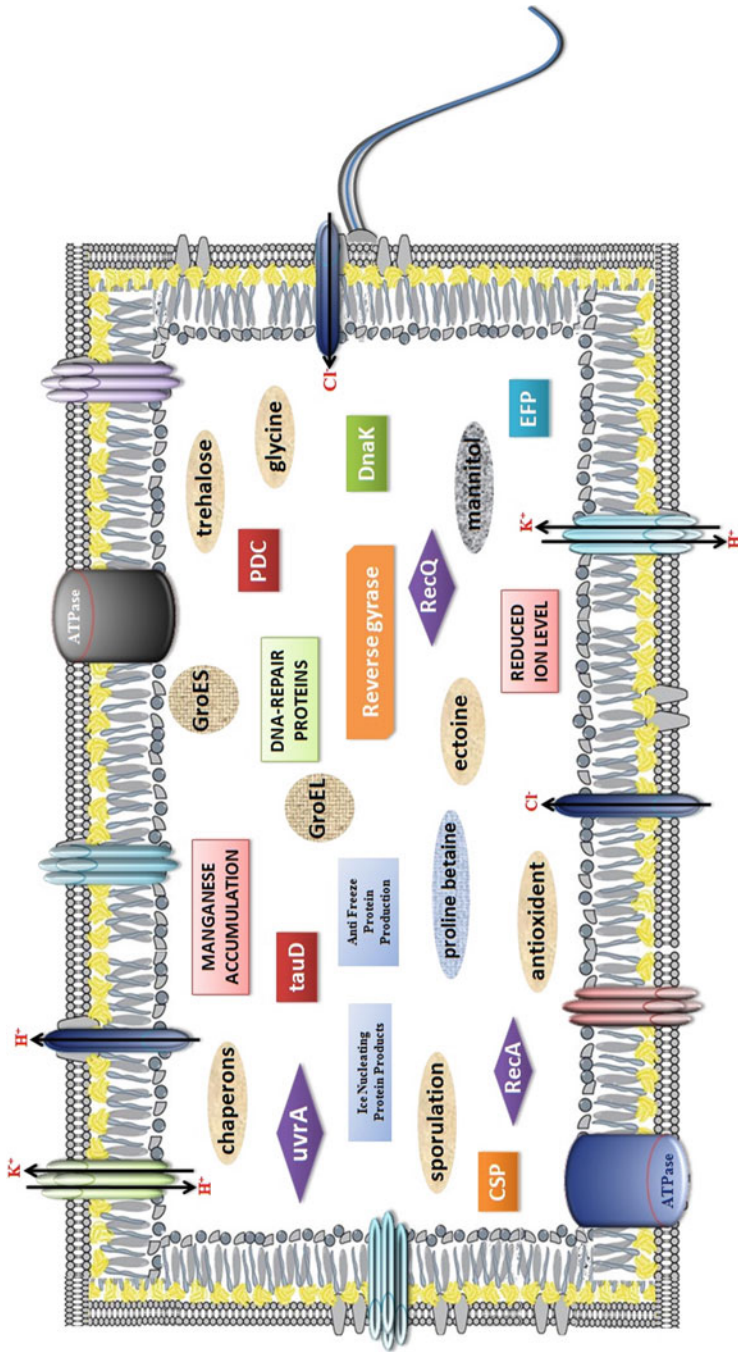 K⁺
H⁺
H⁺
ATPase
chaperons
MANGANESE
ACCUMULATION
GroES
trehalose
PDC
glycine
uvrA
tauD
GroEL
DNA-REPAIR
PROTEINS
Cl⁻
Ice Nucleating
Protein Products
Anti Freeze
Protein
Production
Reverse gyrase
DnaK
sporulation
proline betaine
ectoine
RecQ
mannitol
CSP
RecA
antioxident
REDUCED
ION LEVEL
EFP
Cl⁻
K⁺
H⁺
ATPase